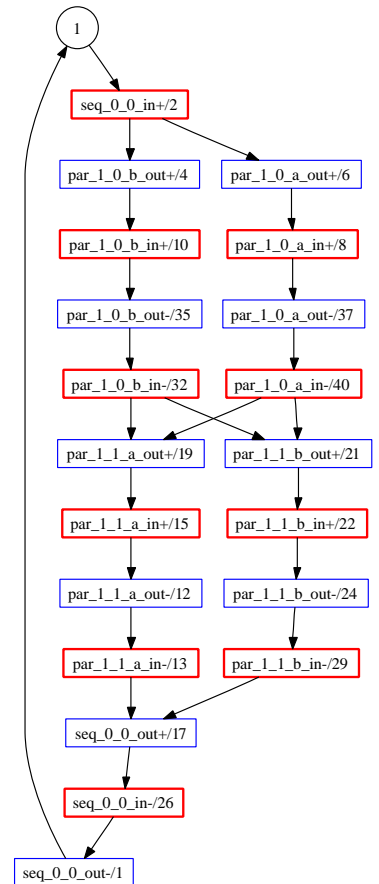 1
seq_0_0_in+/2
par_1_0_b_out+/4
par_1_0_a_out+/6
par_1_0_b_in+/10
par_1_0_a_in+/8
par_1_0_b_out-/35
par_1_0_a_out-/37
par_1_0_b_in-/32
par_1_0_a_in-/40
par_1_1_a_out+/19
par_1_1_b_out+/21
par_1_1_a_in+/15
par_1_1_b_in+/22
par_1_1_a_out-/12
par_1_1_b_out-/24
par_1_1_a_in-/13
par_1_1_b_in-/29
seq_0_0_out+/17
seq_0_0_in-/26
seq_0_0_out-/1